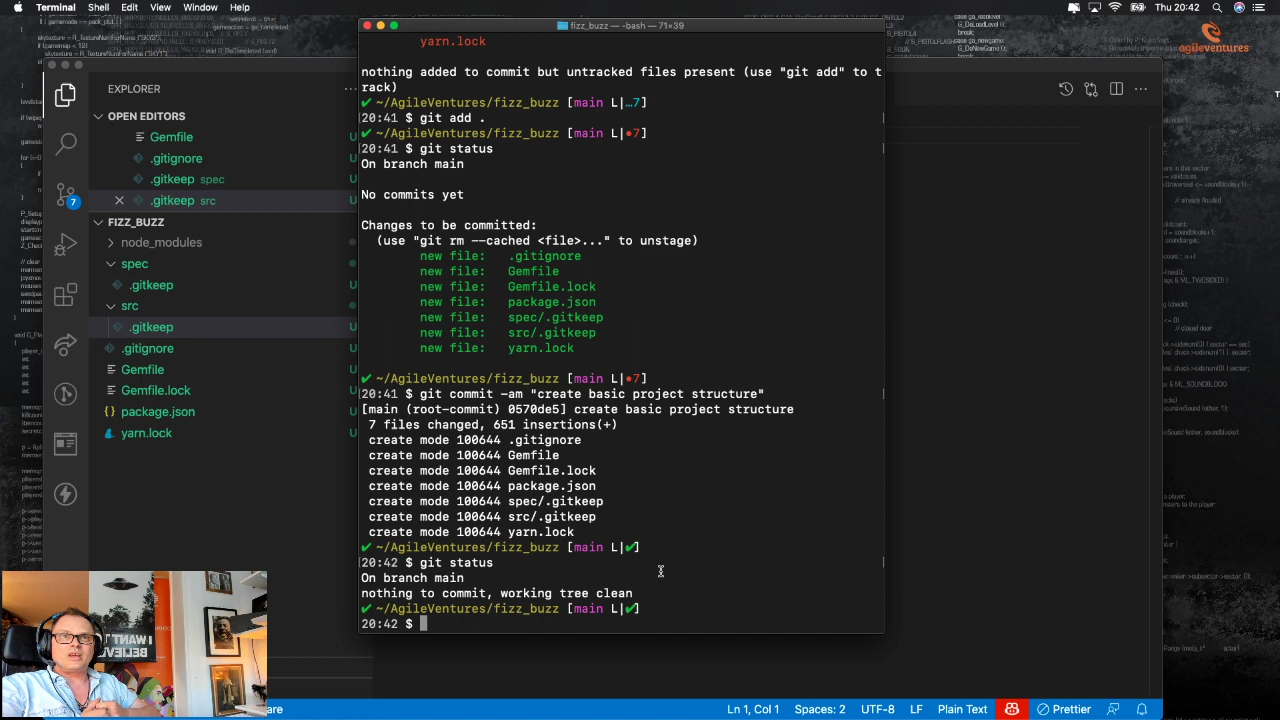 Terminal Shell Edit View Window Help
Thu 20:42
agileventures
fizz_buzz — -bash — 71×39
yarn.lock
nothing added to commit but untracked files present (use "git add" to t
rack)
✔ ~/AgileVentures/fizz_buzz [main L|…7]
20:41 $ git add .
✔ ~/AgileVentures/fizz_buzz [main L|●7]
20:41 $ git status
On branch main
No commits yet
Changes to be committed:
(use "git rm --cached <file>..." to unstage)
new file: .gitignore
new file: Gemfile
new file: Gemfile.lock
new file: package.json
new file: spec/.gitkeep
new file: src/.gitkeep
new file: yarn.lock
✔ ~/AgileVentures/fizz_buzz [main L|●7]
20:41 $ git commit -am "create basic project structure"
[main (root-commit) 0570de5] create basic project structure
7 files changed, 651 insertions(+)
create mode 100644 .gitignore
create mode 100644 Gemfile
create mode 100644 Gemfile.lock
create mode 100644 package.json
create mode 100644 spec/.gitkeep
create mode 100644 src/.gitkeep
create mode 100644 yarn.lock
✔ ~/AgileVentures/fizz_buzz [main L|✔]
20:42 $ git status
On branch main
nothing to commit, working tree clean
✔ ~/AgileVentures/fizz_buzz [main L|✔]
20:42 $
EXPLORER
OPEN EDITORS
Gemfile U
.gitignore U
.gitkeep spec U
.gitkeep src U
FIZZ_BUZZ
node_modules
spec
.gitkeep U
src
.gitkeep U
.gitignore U
Gemfile U
Gemfile.lock U
package.json U
yarn.lock U
7
I WANT T
BELIEVE
are
Ln 1, Col 1 Spaces: 2 UTF-8 LF Plain Text Prettier